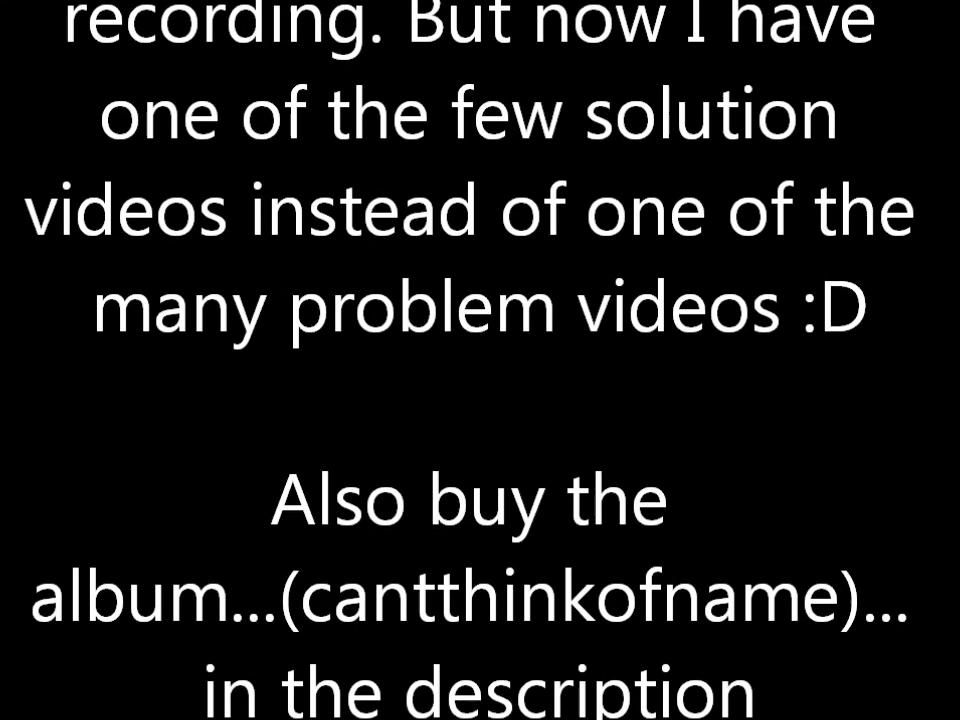 recording. But now I have
one of the few solution
videos instead of one of the
many problem videos :D
Also buy the
album...(cantthinkofname)...
in the description